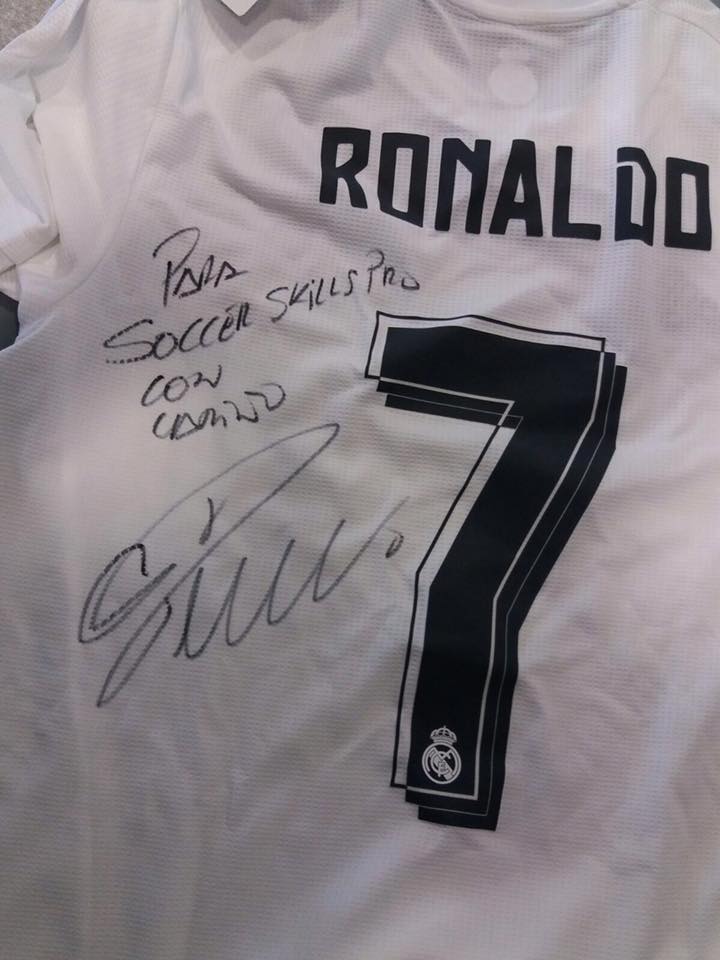 RONALDO
PARA
SOCCER SKILLS PRO
CON
CARIÑO
7